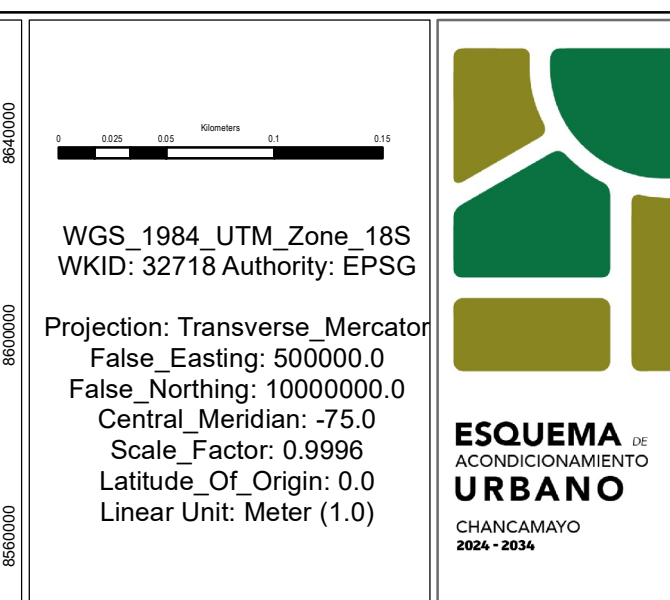 8640000
8600000
8560000
Kilometers
0 0.025 0.05 0.1 0.15
WGS_1984_UTM_Zone_18S
WKID: 32718 Authority: EPSG
Projection: Transverse_Mercator
False_Easting: 500000.0
False_Northing: 10000000.0
Central_Meridian: -75.0
Scale_Factor: 0.9996
Latitude_Of_Origin: 0.0
Linear Unit: Meter (1.0)
ESQUEMA DE
ACONDICIONAMIENTO
URBANO
CHANCAMAYO
2024 - 2034